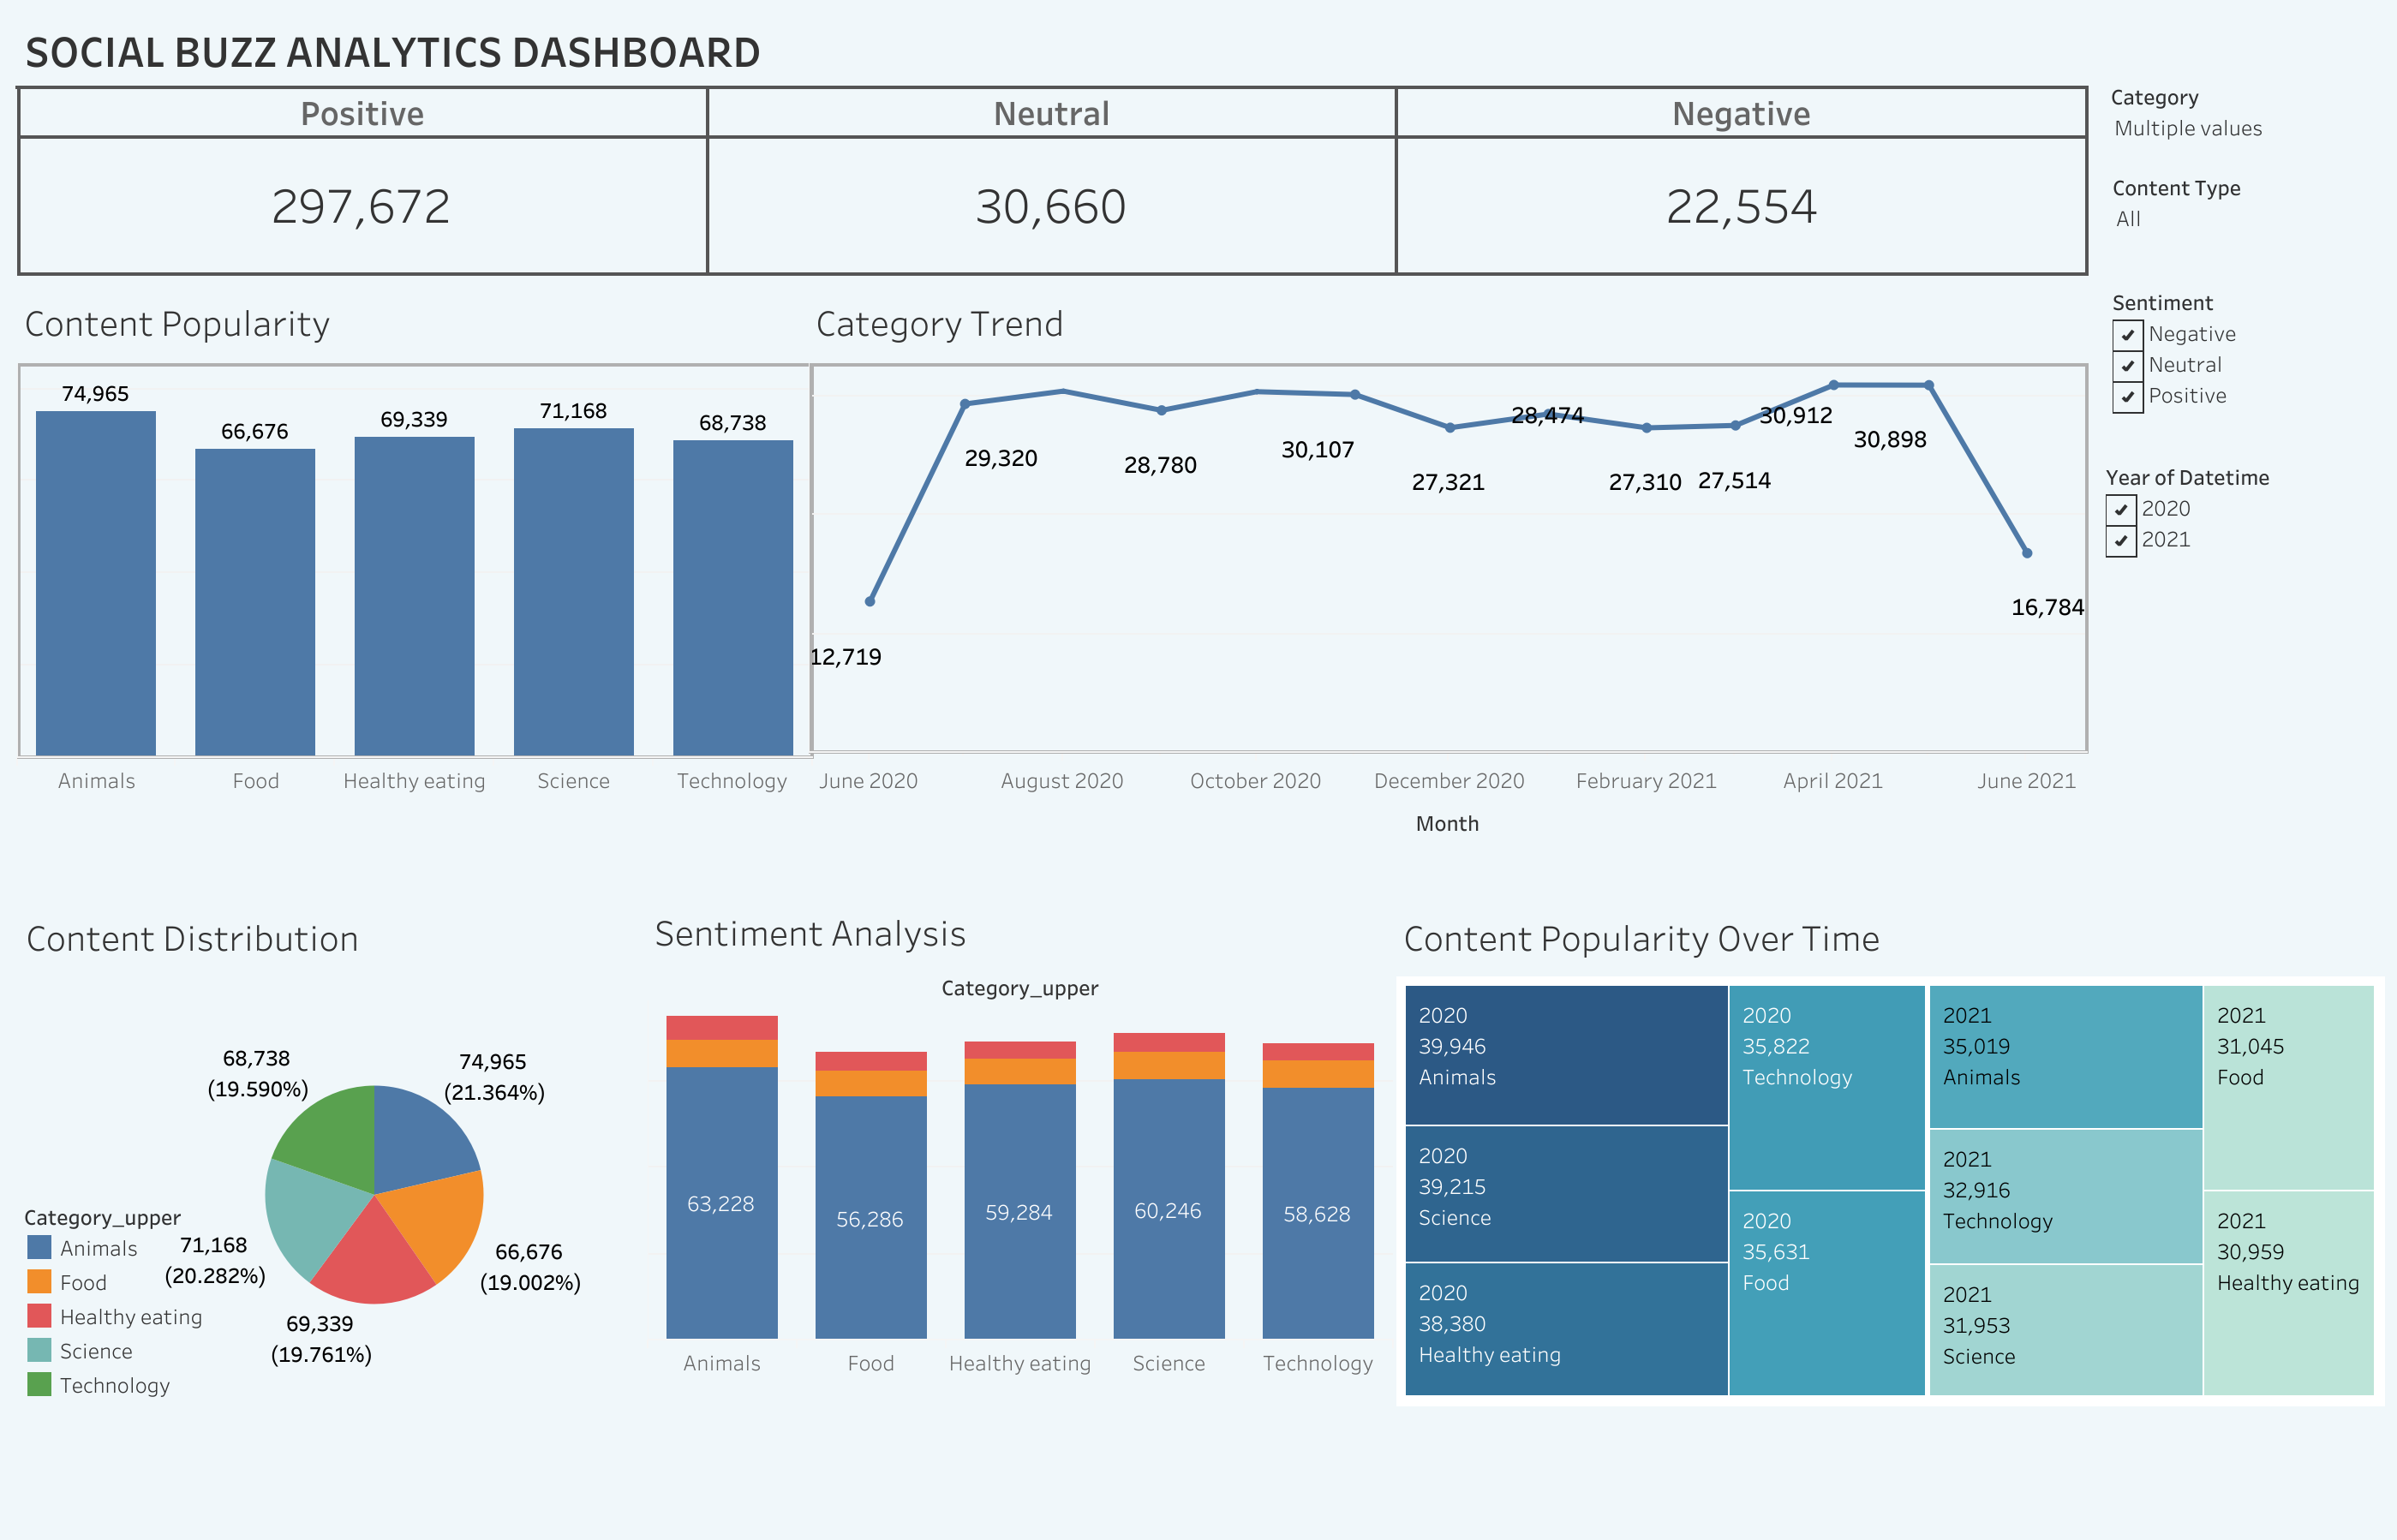 SOCIAL BUZZ ANALYTICS DASHBOARD
Positive
Neutral
Negative
297,672
30,660
22,554
Category
Multiple values
Content Type
All
Sentiment
Negative
Neutral
Positive
Year of Datetime
2020
2021
Content Popularity
74,965
66,676
69,339
71,168
68,738
Animals
Food
Healthy eating
Science
Technology
Category Trend
12,719
29,320
28,780
30,107
27,321
28,474
27,310
27,514
30,912
30,898
16,784
June 2020
August 2020
October 2020
December 2020
February 2021
April 2021
June 2021
Month
Content Distribution
68,738
(19.590%)
74,965
(21.364%)
71,168
(20.282%)
66,676
(19.002%)
69,339
(19.761%)
Category_upper
Animals
Food
Healthy eating
Science
Technology
Sentiment Analysis
Category_upper
63,228
56,286
59,284
60,246
58,628
Animals
Food
Healthy eating
Science
Technology
Content Popularity Over Time
2020
39,946
Animals
2020
39,215
Science
2020
38,380
Healthy eating
2020
35,822
Technology
2020
35,631
Food
2021
35,019
Animals
2021
32,916
Technology
2021
31,953
Science
2021
31,045
Food
2021
30,959
Healthy eating